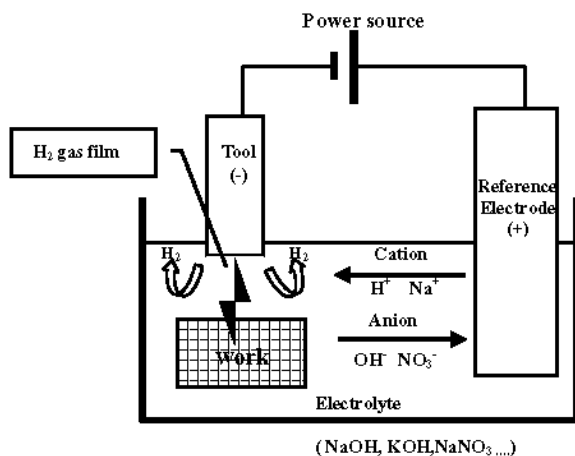 Power source
H₂ gas film
Tool
(-)
Reference
Electrode
(+)
H₂
H₂
Cation
H⁺ Na⁺
Anion
OH⁻ NO₃⁻
work
Electrolyte
( NaOH, KOH,NaNO₃ ....)